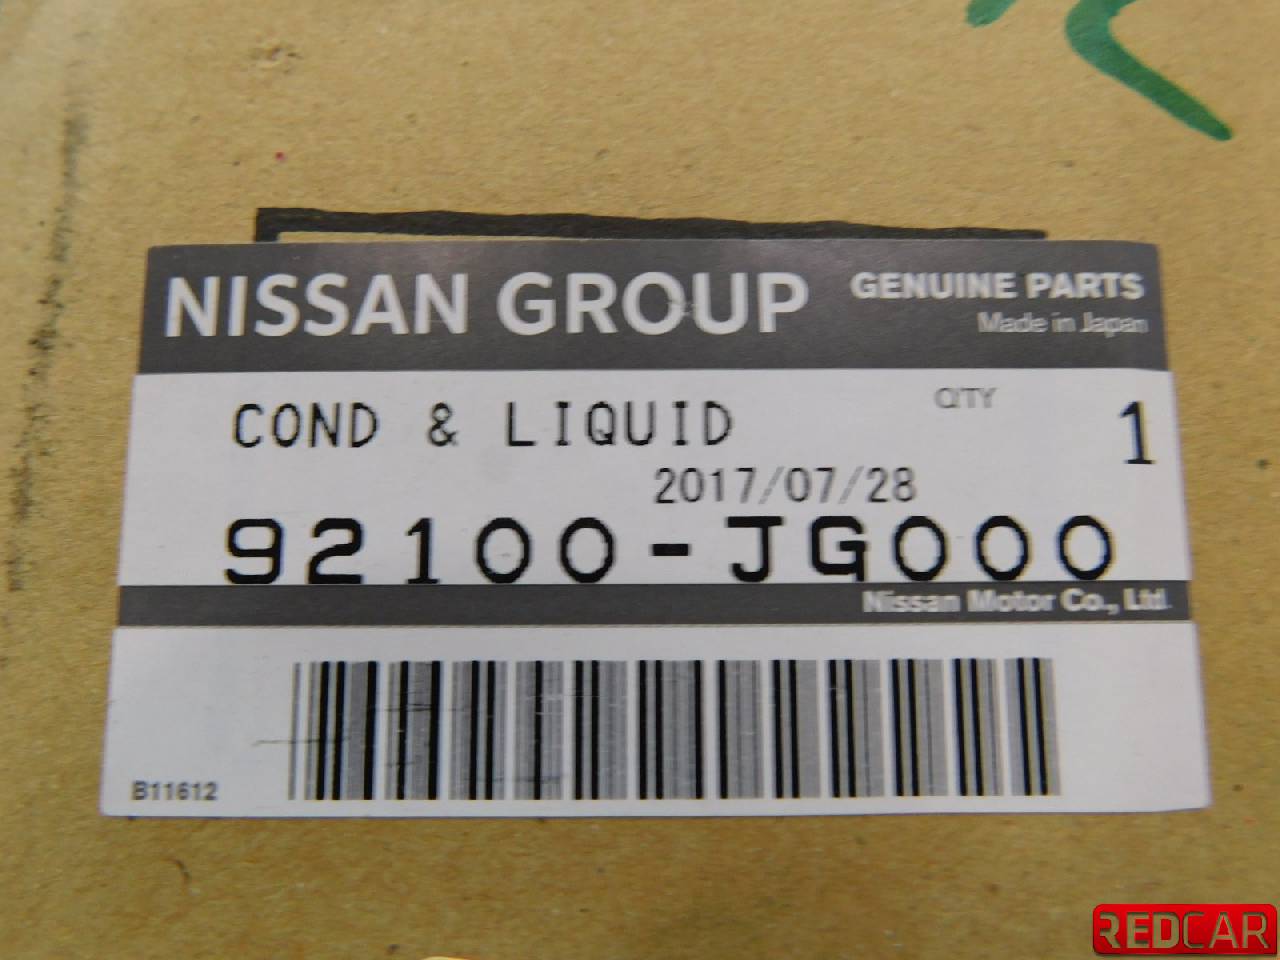 NISSAN GROUP
GENUINE PARTS
Made in Japan
COND & LIQUID
Q'TY
1
2017/07/28
92100-JG000
Nissan Motor Co., Ltd.
B11612
REDCAR